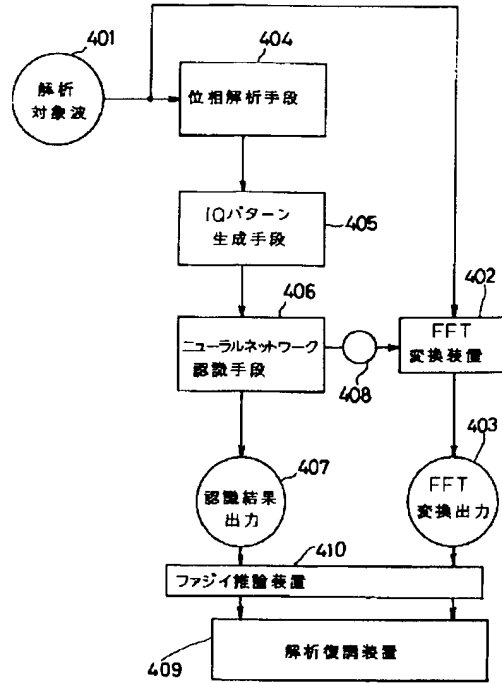 401
解析
対象波
404
位相解析手段
IQパターン
生成手段
405
406
ニューラルネットワーク
認識手段
408
402
FFT
変換装置
407
認識結果
出力
403
FFT
変換出力
410
ファジイ推論装置
409
解析復調装置